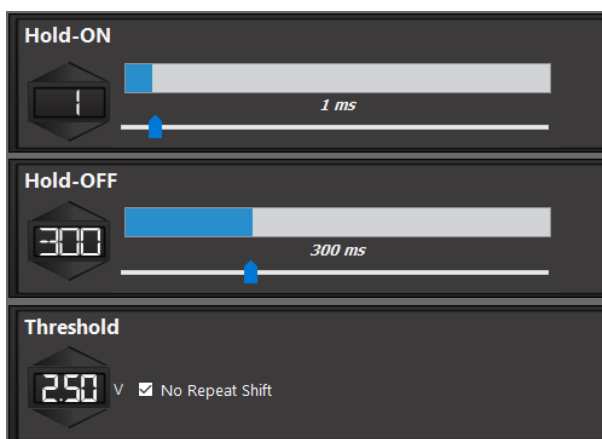 Hold-ON
1
1 ms
Hold-OFF
300
300 ms
Threshold
2.50 V No Repeat Shift